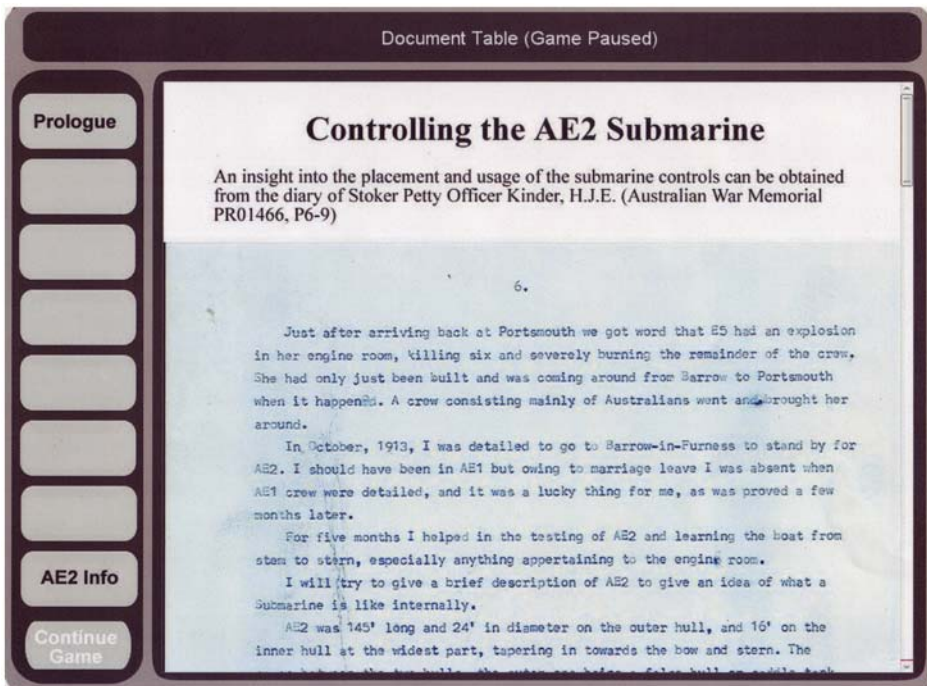 Document Table (Game Paused)
Prologue
AE2 Info
Continue
Game
Controlling the AE2 Submarine
An insight into the placement and usage of the submarine controls can be obtained
from the diary of Stoker Petty Officer Kinder, H.J.E. (Australian War Memorial
PR01466, P6-9)
6.
Just after arriving back at Portsmouth we got word that E5 had an explosion
in her engine room, killing six and severely burning the remainder of the crew.
She had only just been built and was coming around from Barrow to Portsmouth
when it happened. A crew consisting mainly of Australians went and brought her
around.
In October, 1913, I was detailed to go to Barrow-in-Furness to stand by for
AE2. I should have been in AE1 but owing to marriage leave I was absent when
AE1 crew were detailed, and it was a lucky thing for me, as was proved a few
months later.
For five months I helped in the testing of AE2 and learning the boat from
stem to stern, especially anything appertaining to the engine room.
I will try to give a brief description of AE2 to give an idea of what a
Submarine is like internally.
AE2 was 145' long and 24' in diameter on the outer hull, and 16' on the
inner hull at the widest part, tapering in towards the bow and stern. The